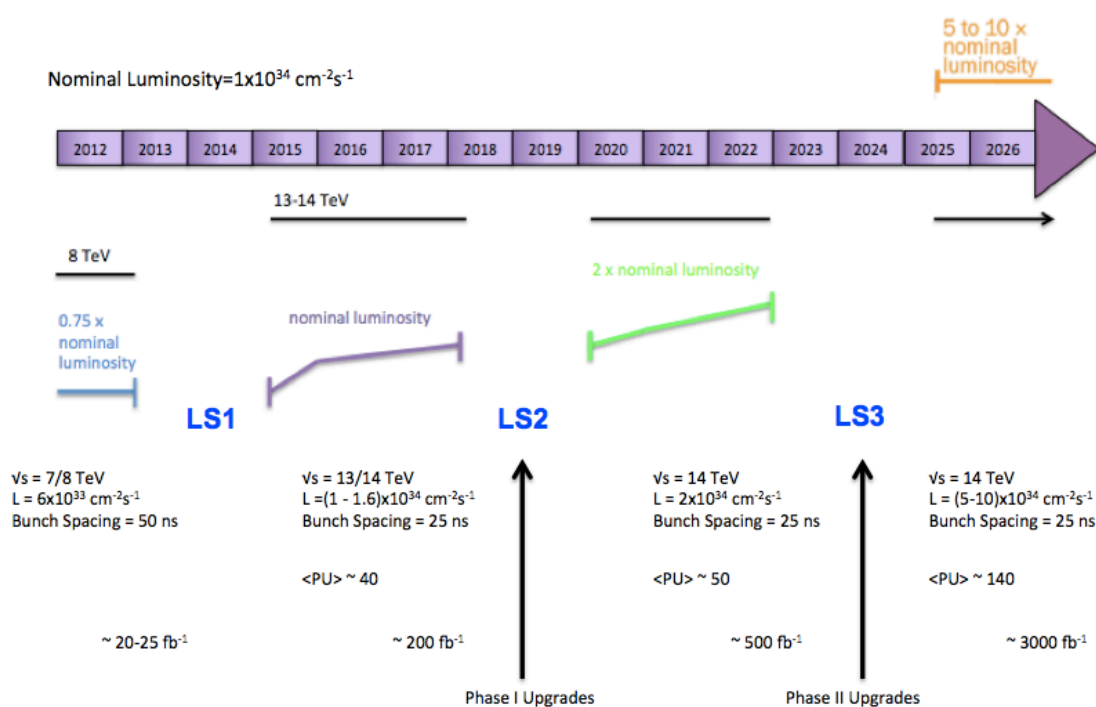 5 to 10 ×
nominal
luminosity
Nominal Luminosity=1x10³⁴ cm⁻²s⁻¹
2012 2013 2014 2015 2016 2017 2018 2019 2020 2021 2022 2023 2024 2025 2026
13-14 TeV
8 TeV
2 x nominal luminosity
0.75 x
nominal
luminosity
nominal luminosity
LS1 LS2 LS3
√s = 7/8 TeV
L = 6x10³³ cm⁻²s⁻¹
Bunch Spacing = 50 ns
~ 20-25 fb⁻¹
√s = 13/14 TeV
L =(1 - 1.6)x10³⁴ cm⁻²s⁻¹
Bunch Spacing = 25 ns
<PU> ~ 40
~ 200 fb⁻¹
√s = 14 TeV
L = 2x10³⁴ cm⁻²s⁻¹
Bunch Spacing = 25 ns
<PU> ~ 50
~ 500 fb⁻¹
√s = 14 TeV
L = (5-10)x10³⁴ cm⁻²s⁻¹
Bunch Spacing = 25 ns
<PU> ~ 140
~ 3000 fb⁻¹
Phase I Upgrades
Phase II Upgrades